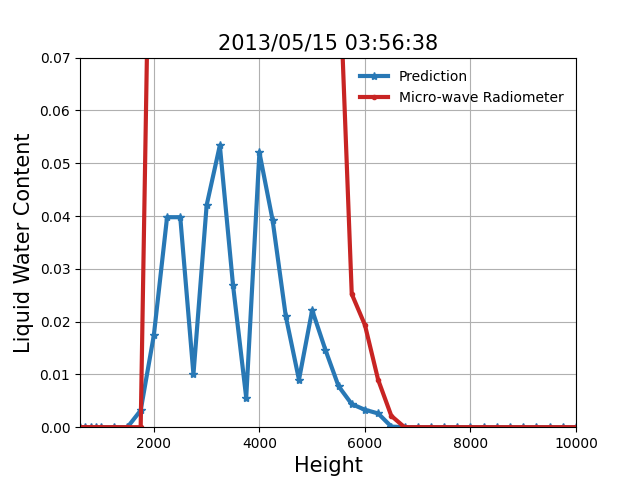 2013/05/15 03:56:38
Prediction
Micro-wave Radiometer
Liquid Water Content
0.07
0.06
0.05
0.04
0.03
0.02
0.01
0.00
2000 4000 6000 8000 10000
Height